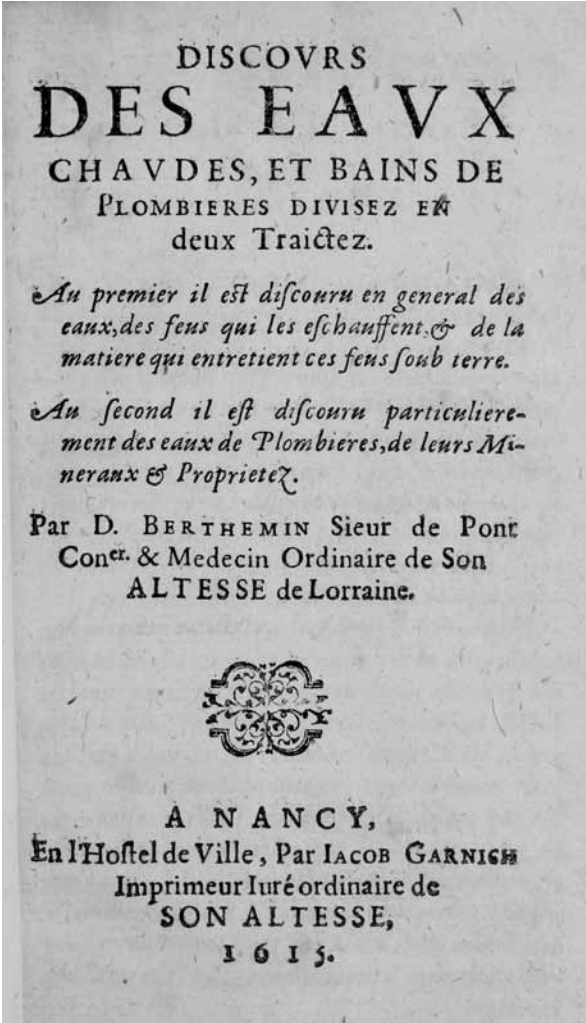 DISCOVRS
DES EAVX
CHAVDES, ET BAINS DE
PLOMBIERES DIVISEZ EN
deux Traictez.
Au premier il est diſcouru en general des
eaux,des feus qui les eſchauffent,& de la
matiere qui entretient ces feus ſoub terre.
Au ſecond il eſt diſcouru particuliere-
ment des eaux de Plombieres,de leurs Mi-
neraux & Proprietez.
Par D. BERTHEMIN Sieur de Pont
Conᵉʳ. & Medecin Ordinaire de Son
ALTESSE de Lorraine.
A NANCY,
En l'Hoſtel de Ville, Par IACOB GARNICH
Imprimeur Iuré ordinaire de
SON ALTESSE,
1615.